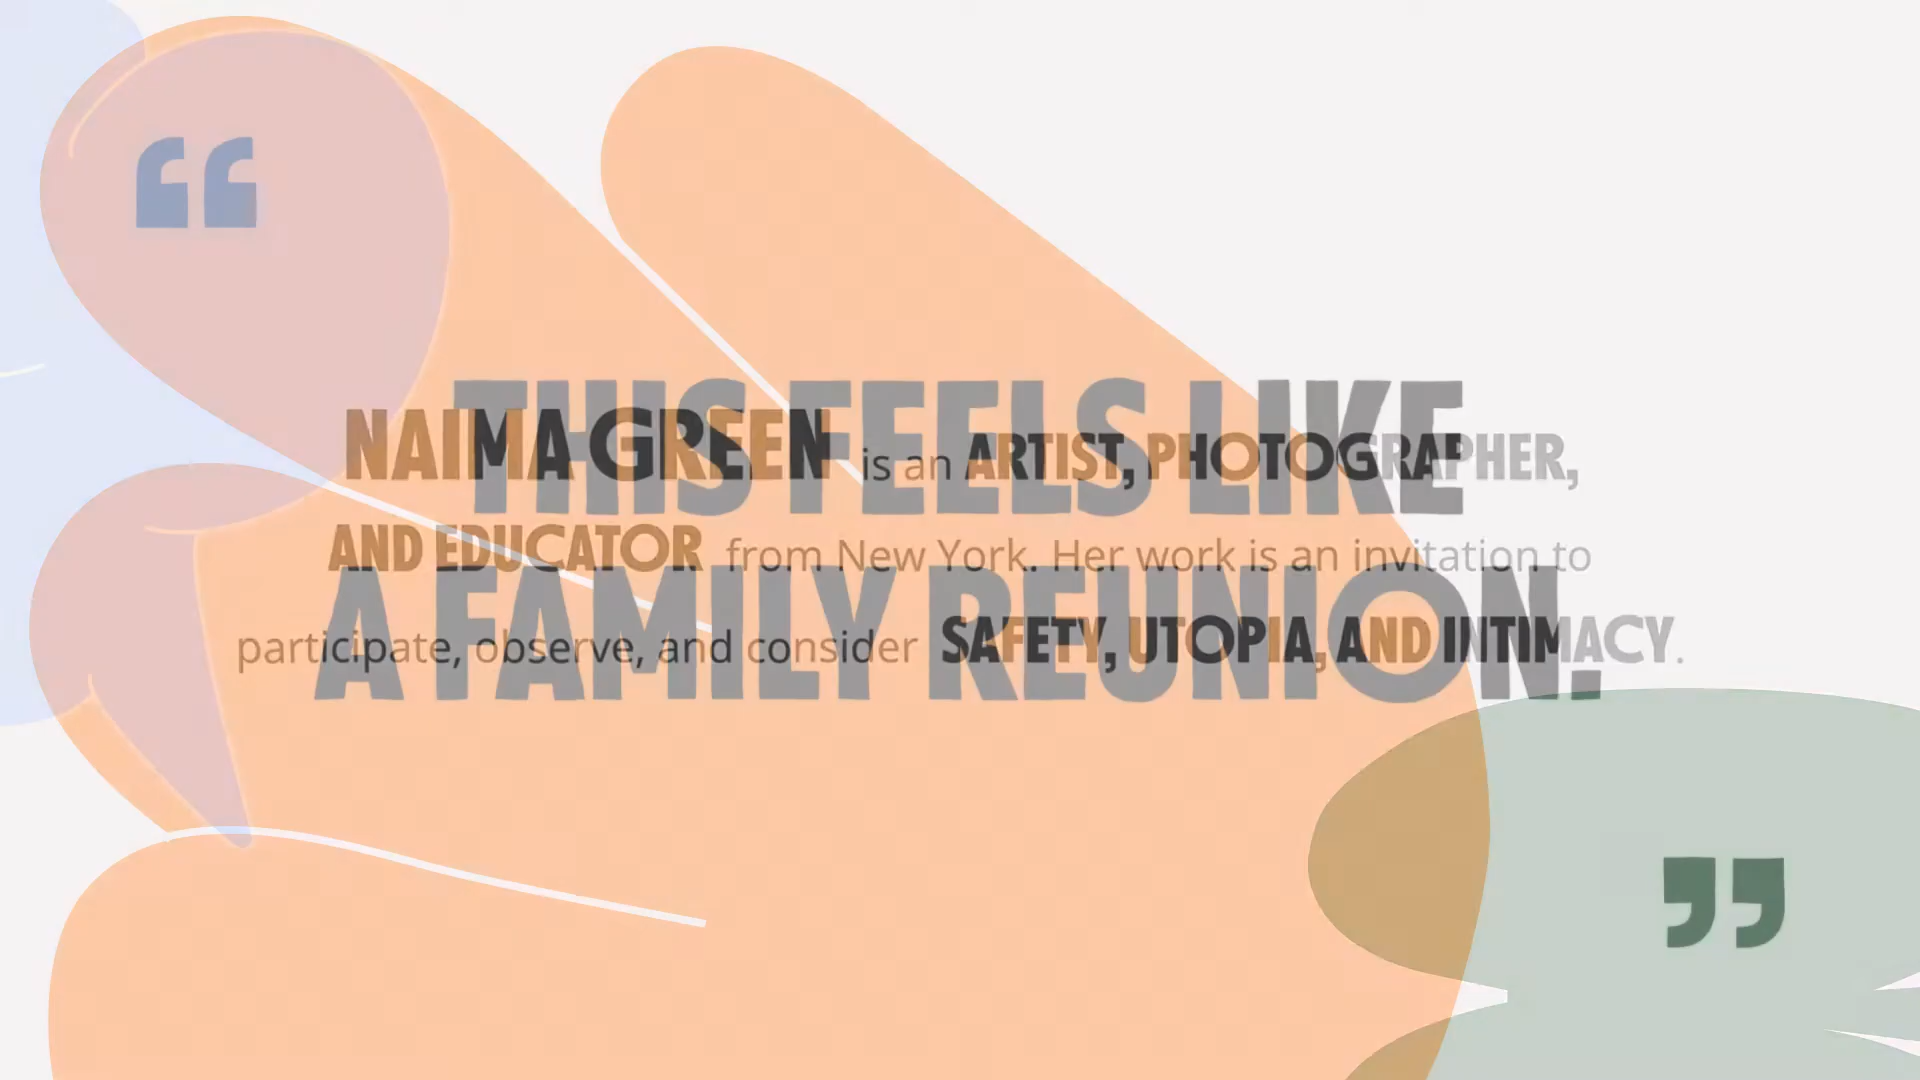 “
THIS FEELS LIKE
A FAMILY REUNION.
”
NAIMA GREEN is an ARTIST, PHOTOGRAPHER,
AND EDUCATOR from New York. Her work is an invitation to
participate, observe, and consider SAFETY, UTOPIA, AND INTIMACY.